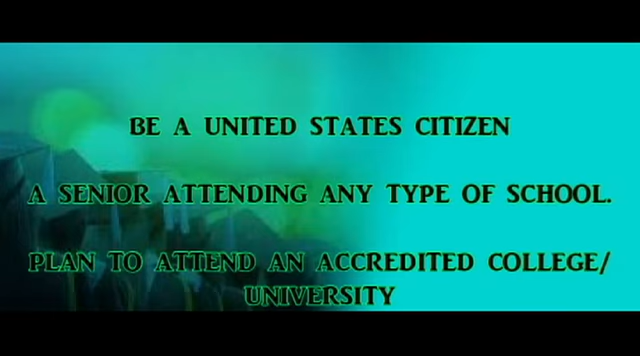 BE A UNITED STATES CITIZEN
A SENIOR ATTENDING ANY TYPE OF SCHOOL.
PLAN TO ATTEND AN ACCREDITED COLLEGE/
UNIVERSITY